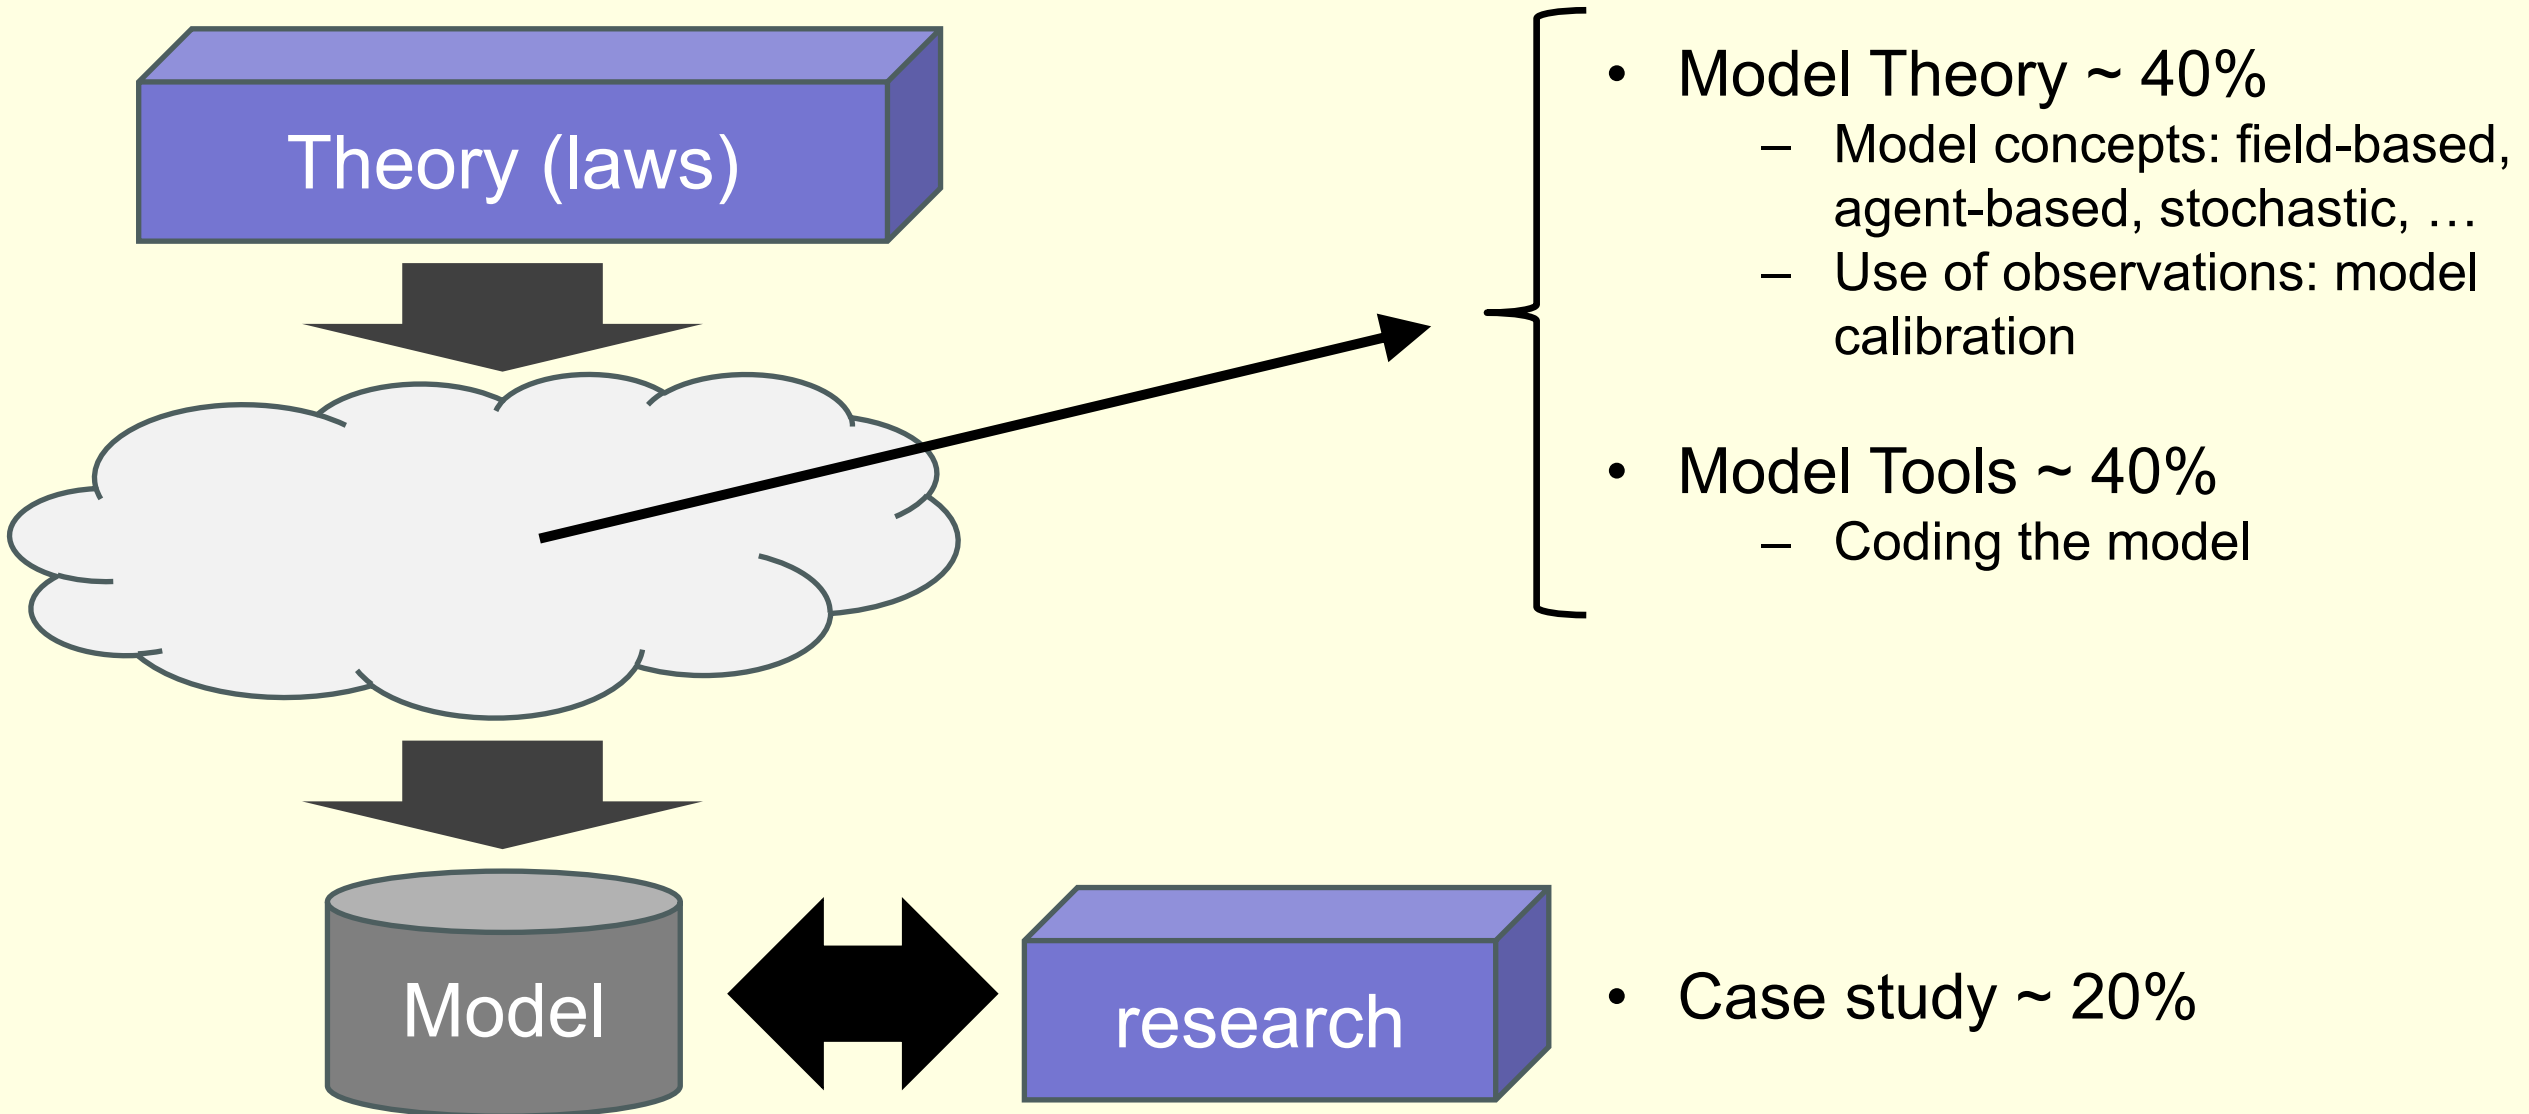 Theory (laws)
• Model Theory ~ 40%
– Model concepts: field-based,
agent-based, stochastic, …
– Use of observations: model
calibration
• Model Tools ~ 40%
– Coding the model
Model
research
• Case study ~ 20%